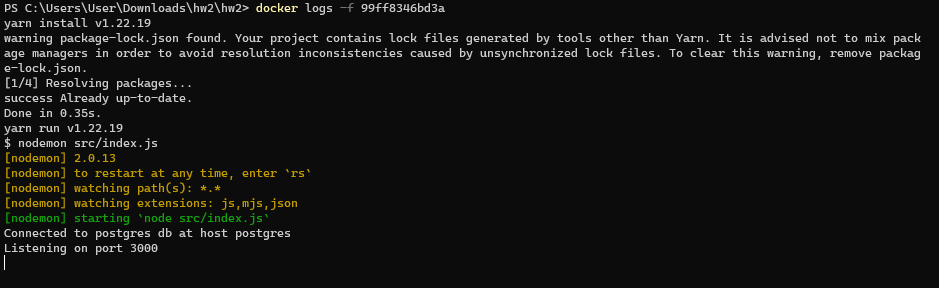 PS C:\Users\User\Downloads\hw2\hw2> docker logs -f 99ff8346bd3a
yarn install v1.22.19
warning package-lock.json found. Your project contains lock files generated by tools other than Yarn. It is advised not to mix pack
age managers in order to avoid resolution inconsistencies caused by unsynchronized lock files. To clear this warning, remove packag
e-lock.json.
[1/4] Resolving packages...
success Already up-to-date.
Done in 0.35s.
yarn run v1.22.19
$ nodemon src/index.js
[nodemon] 2.0.13
[nodemon] to restart at any time, enter `rs`
[nodemon] watching path(s): *.*
[nodemon] watching extensions: js,mjs,json
[nodemon] starting `node src/index.js`
Connected to postgres db at host postgres
Listening on port 3000